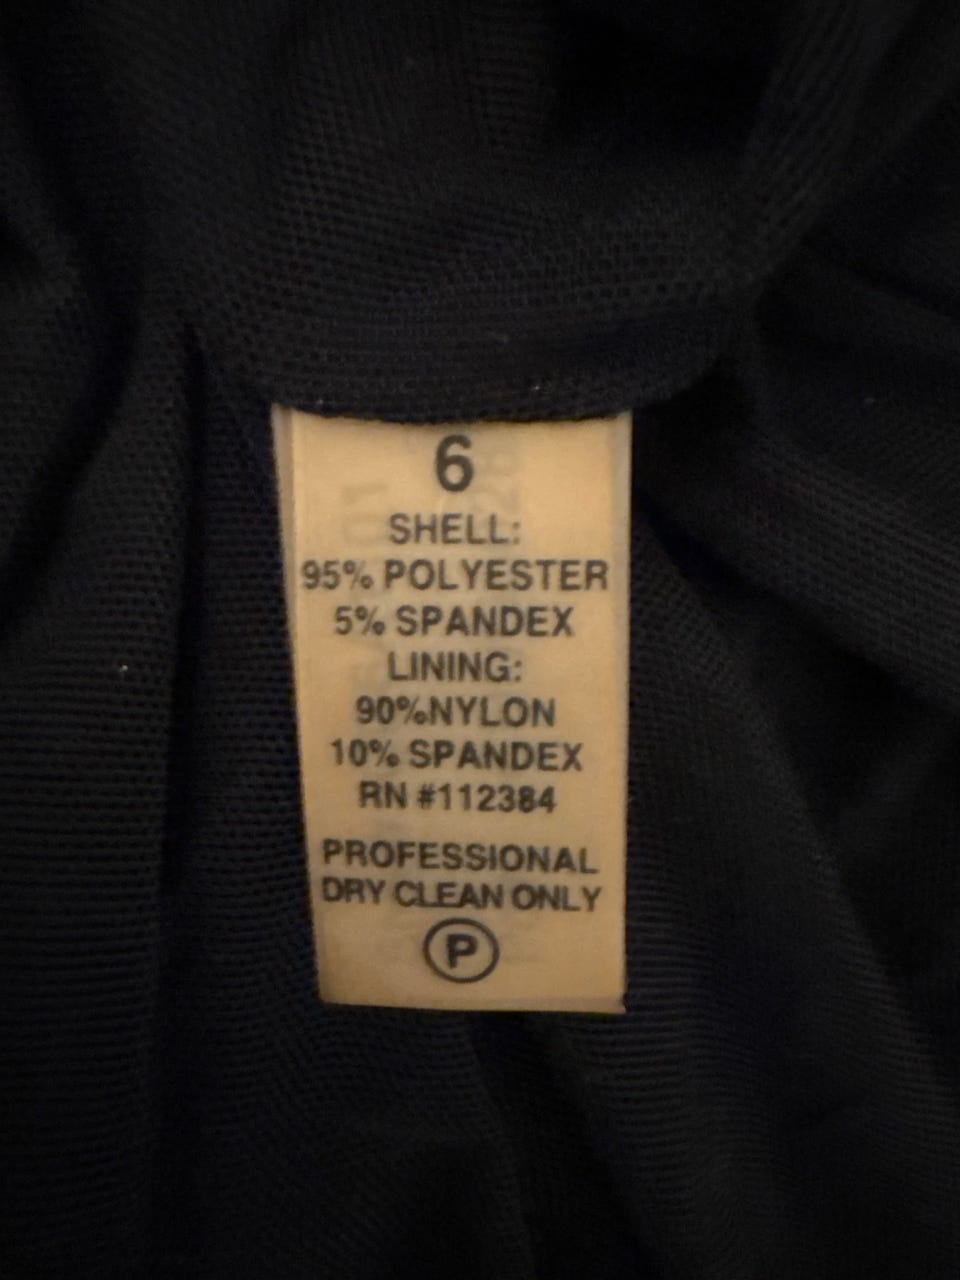 6
SHELL:
95% POLYESTER
5% SPANDEX
LINING:
90%NYLON
10% SPANDEX
RN #112384
PROFESSIONAL
DRY CLEAN ONLY
P